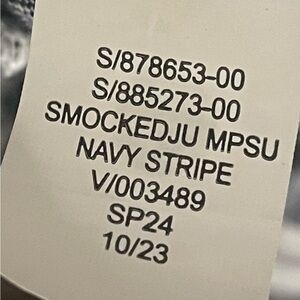 S/878653-00
S/885273-00
SMOCKEDJU MPSU
NAVY STRIPE
V/003489
SP24
10/23